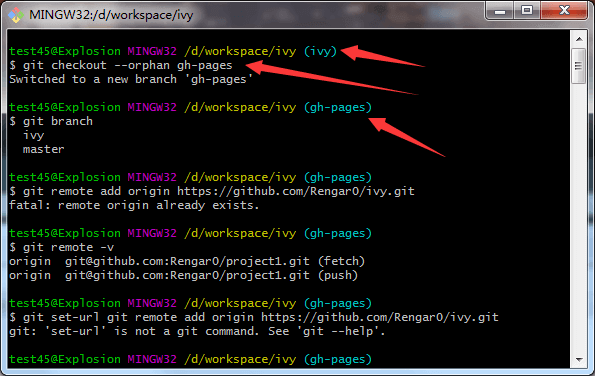 MINGW32:/d/workspace/ivy
test45@Explosion MINGW32 /d/workspace/ivy (ivy)
$ git checkout --orphan gh-pages
Switched to a new branch 'gh-pages'
test45@Explosion MINGW32 /d/workspace/ivy (gh-pages)
$ git branch
  ivy
  master
test45@Explosion MINGW32 /d/workspace/ivy (gh-pages)
$ git remote add origin https://github.com/Rengar0/ivy.git
fatal: remote origin already exists.
test45@Explosion MINGW32 /d/workspace/ivy (gh-pages)
$ git remote -v
origin  git@github.com:Rengar0/project1.git (fetch)
origin  git@github.com:Rengar0/project1.git (push)
test45@Explosion MINGW32 /d/workspace/ivy (gh-pages)
$ git set-url git remote add origin https://github.com/Rengar0/ivy.git
git: 'set-url' is not a git command. See 'git --help'.
test45@Explosion MINGW32 /d/workspace/ivy (gh-pages)